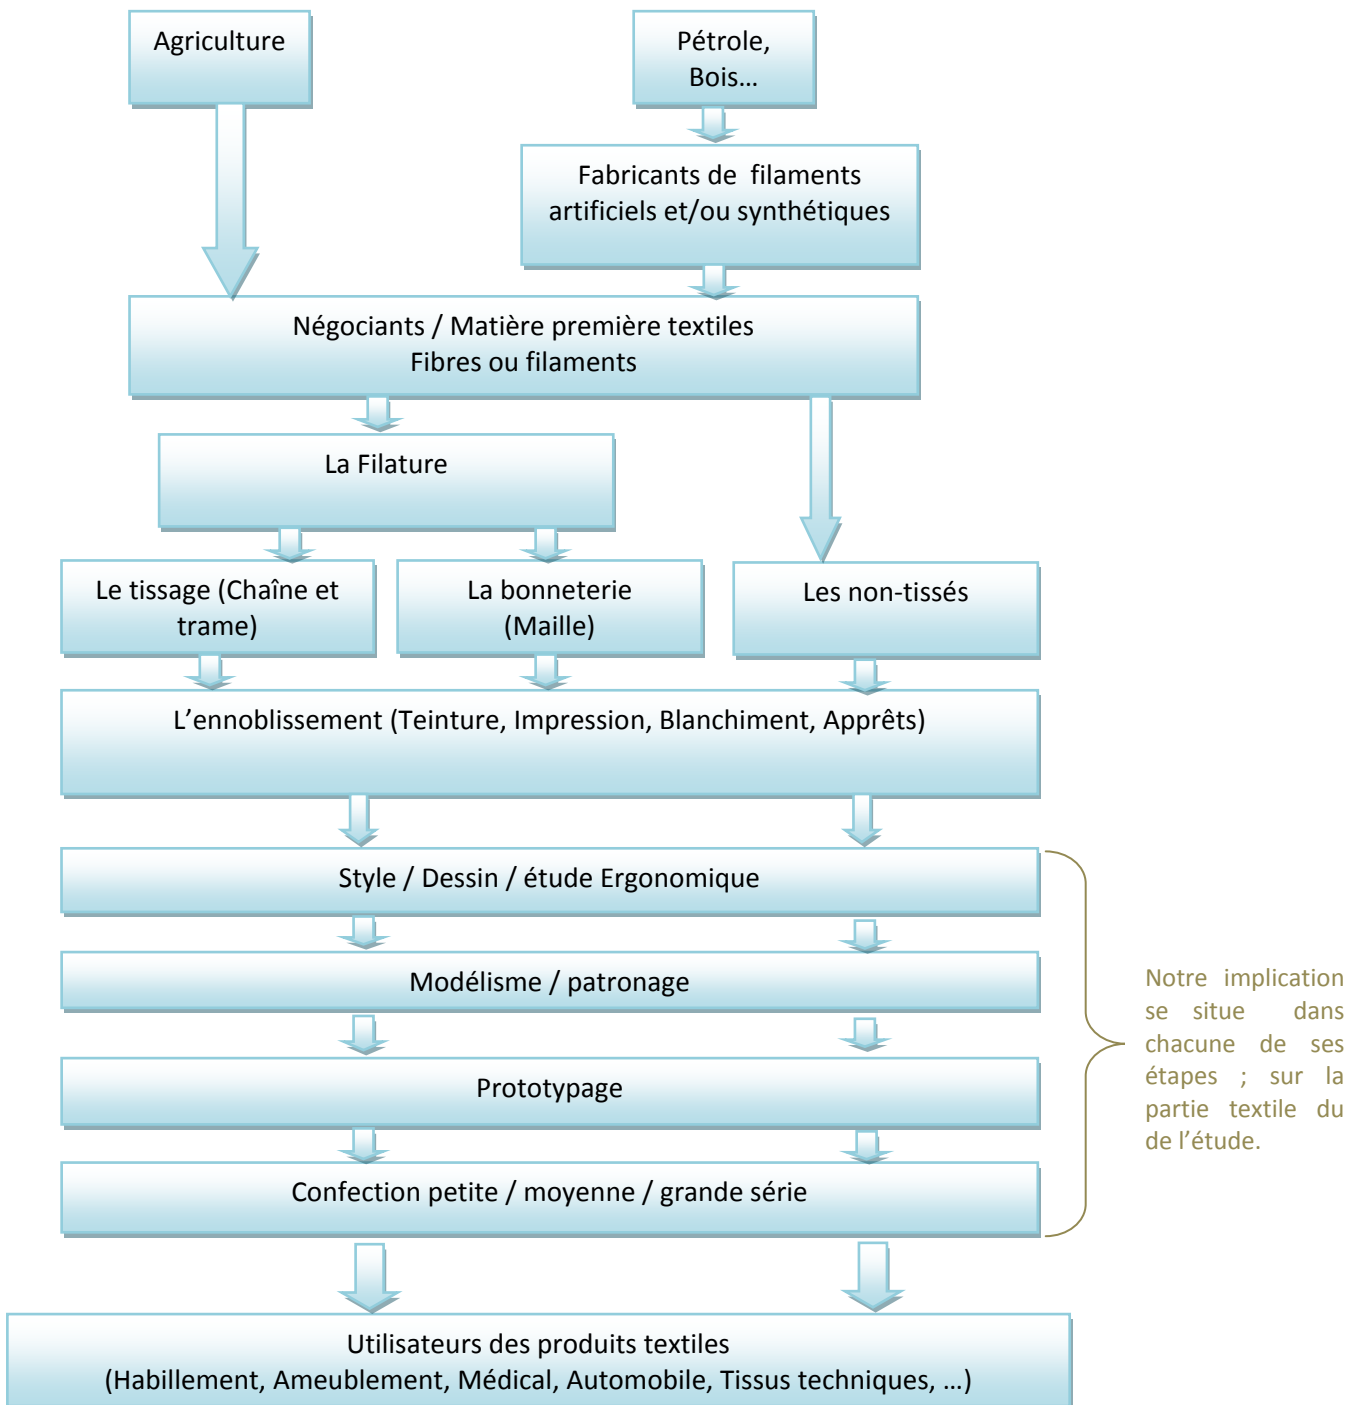 Agriculture
Pétrole,
Bois…
Fabricants de filaments
artificiels et/ou synthétiques
Négociants / Matière première textiles
Fibres ou filaments
La Filature
Le tissage (Chaîne et
trame)
La bonneterie
(Maille)
Les non-tissés
L’ennoblissement (Teinture, Impression, Blanchiment, Apprêts)
Style / Dessin / étude Ergonomique
Modélisme / patronage
Prototypage
Confection petite / moyenne / grande série
Notre implication
se situe dans
chacune de ses
étapes ; sur la
partie textile du
de l’étude.
Utilisateurs des produits textiles
(Habillement, Ameublement, Médical, Automobile, Tissus techniques, …)